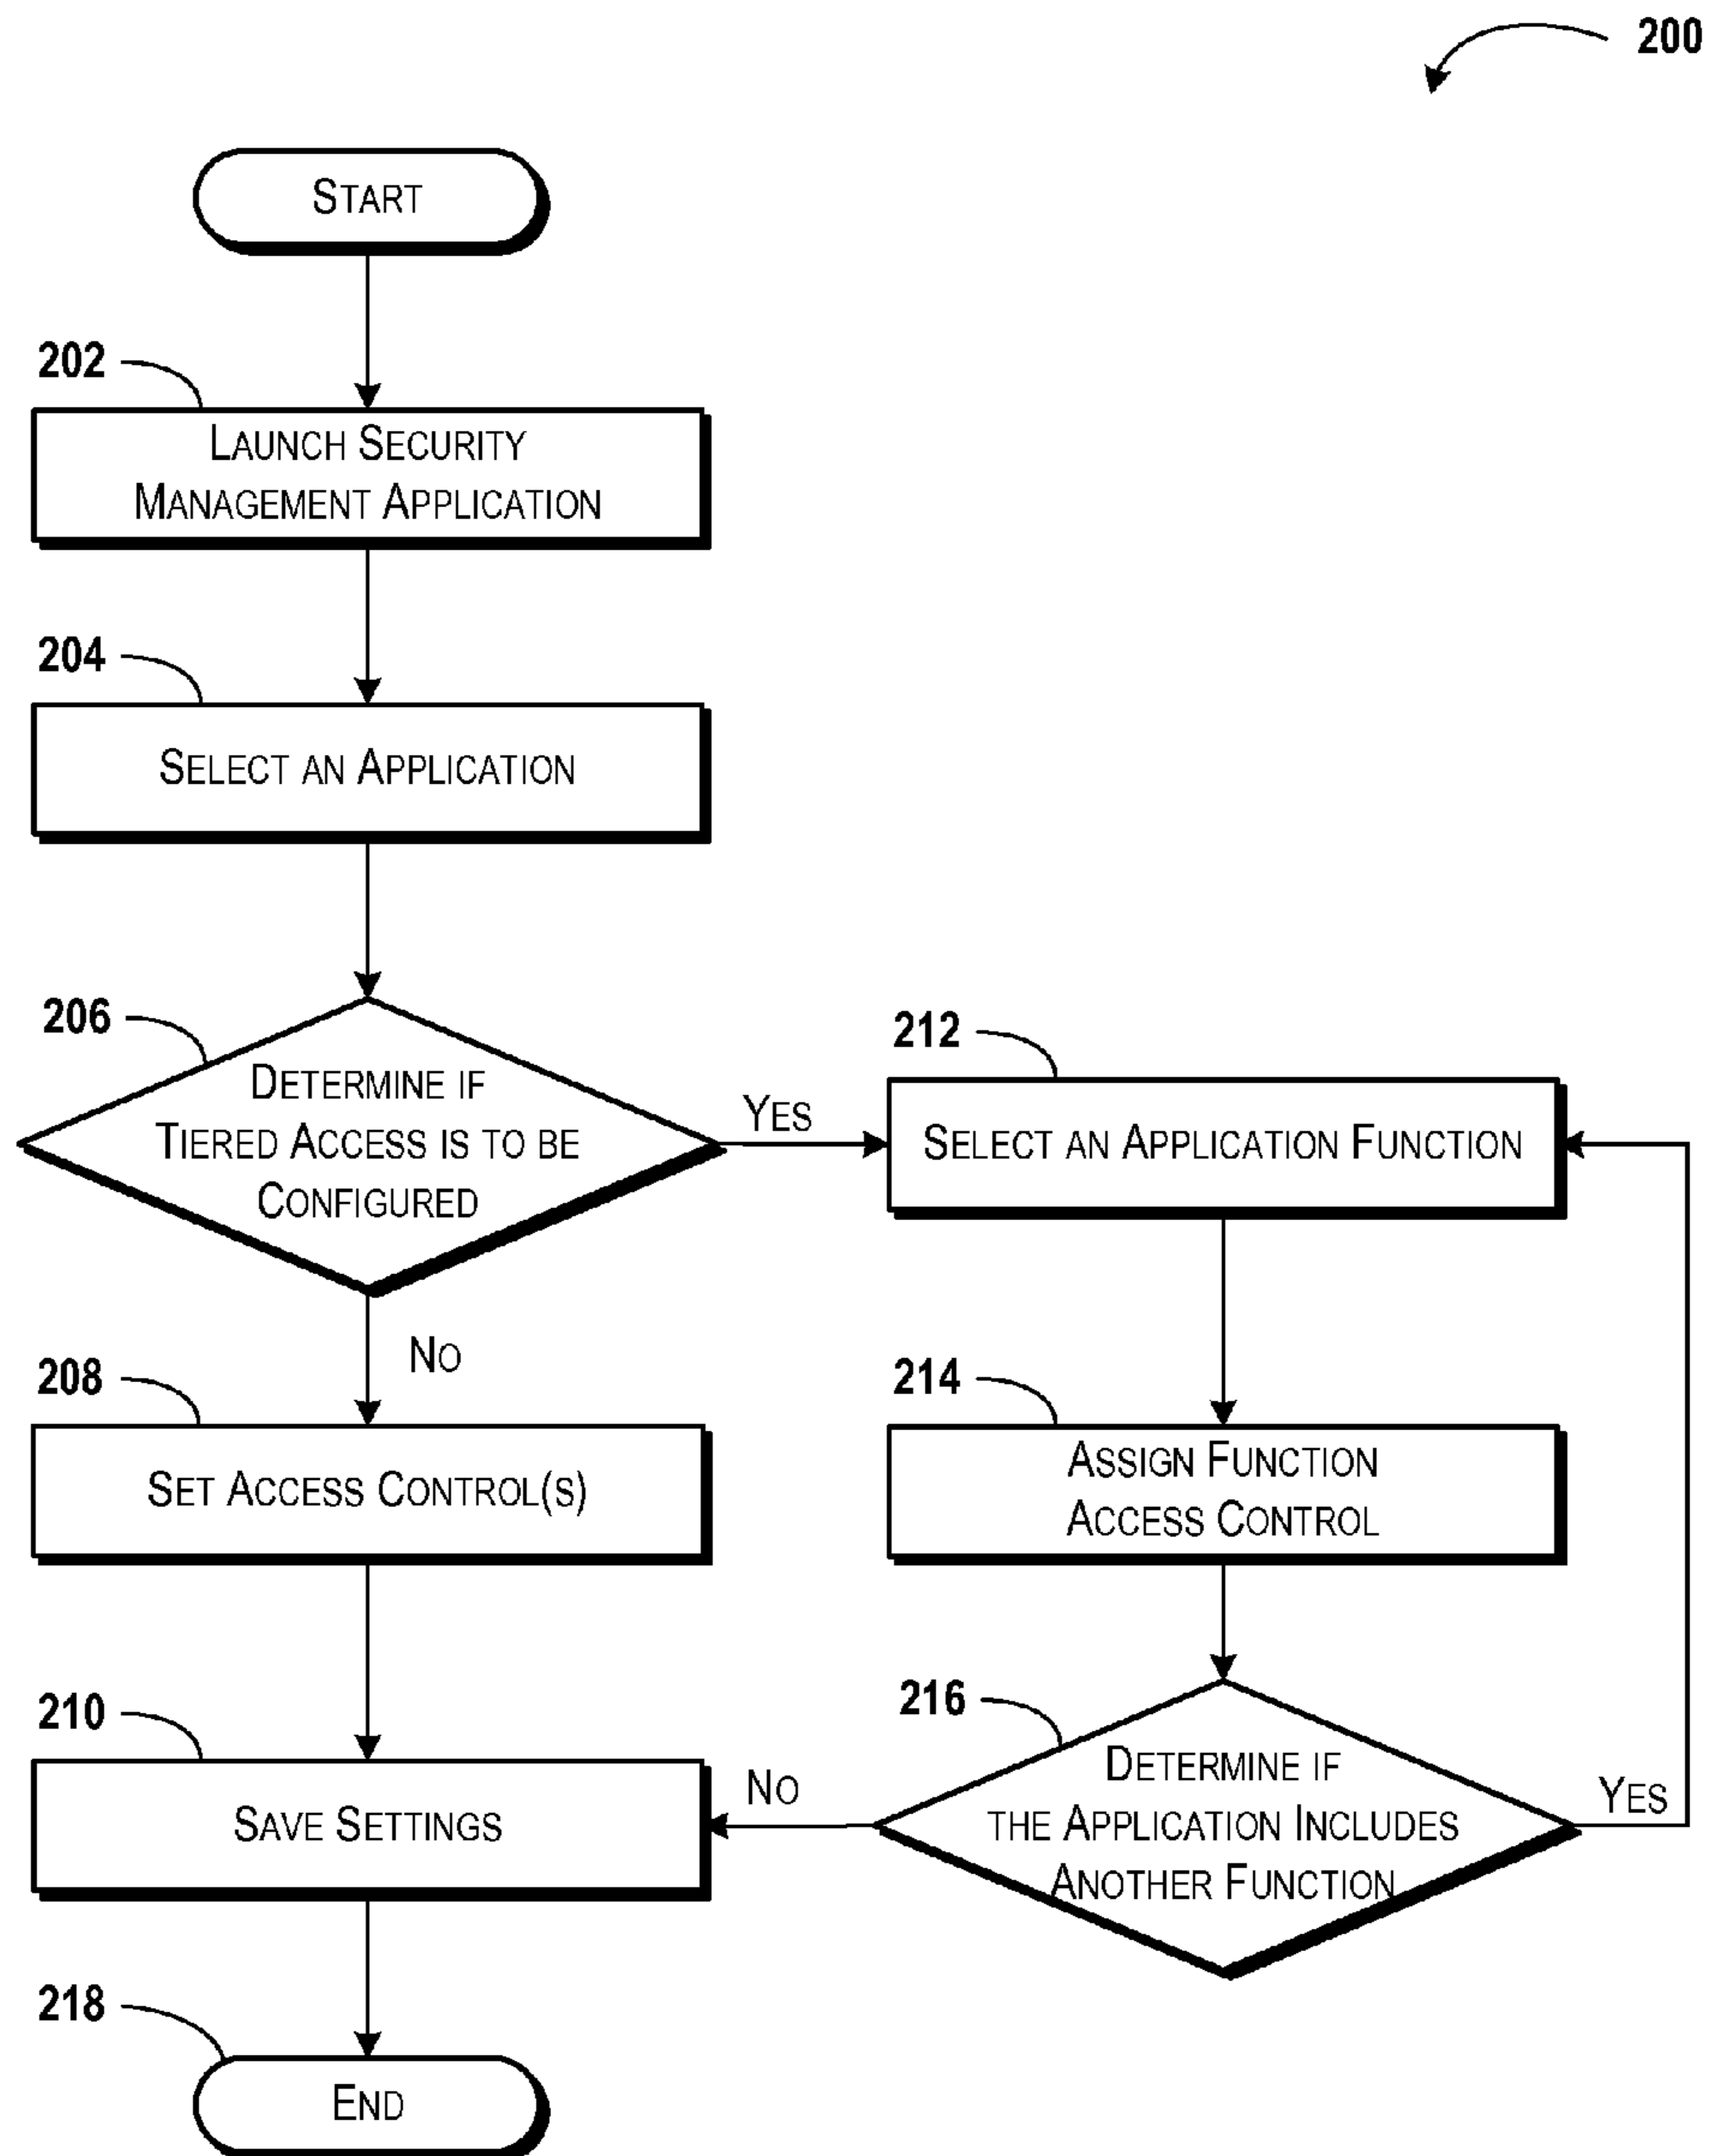 200
START
202
LAUNCH SECURITY
MANAGEMENT APPLICATION
204
SELECT AN APPLICATION
206
DETERMINE IF
TIERED ACCESS IS TO BE
CONFIGURED
YES
NO
212
SELECT AN APPLICATION FUNCTION
208
SET ACCESS CONTROL(S)
214
ASSIGN FUNCTION
ACCESS CONTROL
210
SAVE SETTINGS
NO
216
DETERMINE IF
THE APPLICATION INCLUDES
ANOTHER FUNCTION
YES
218
END